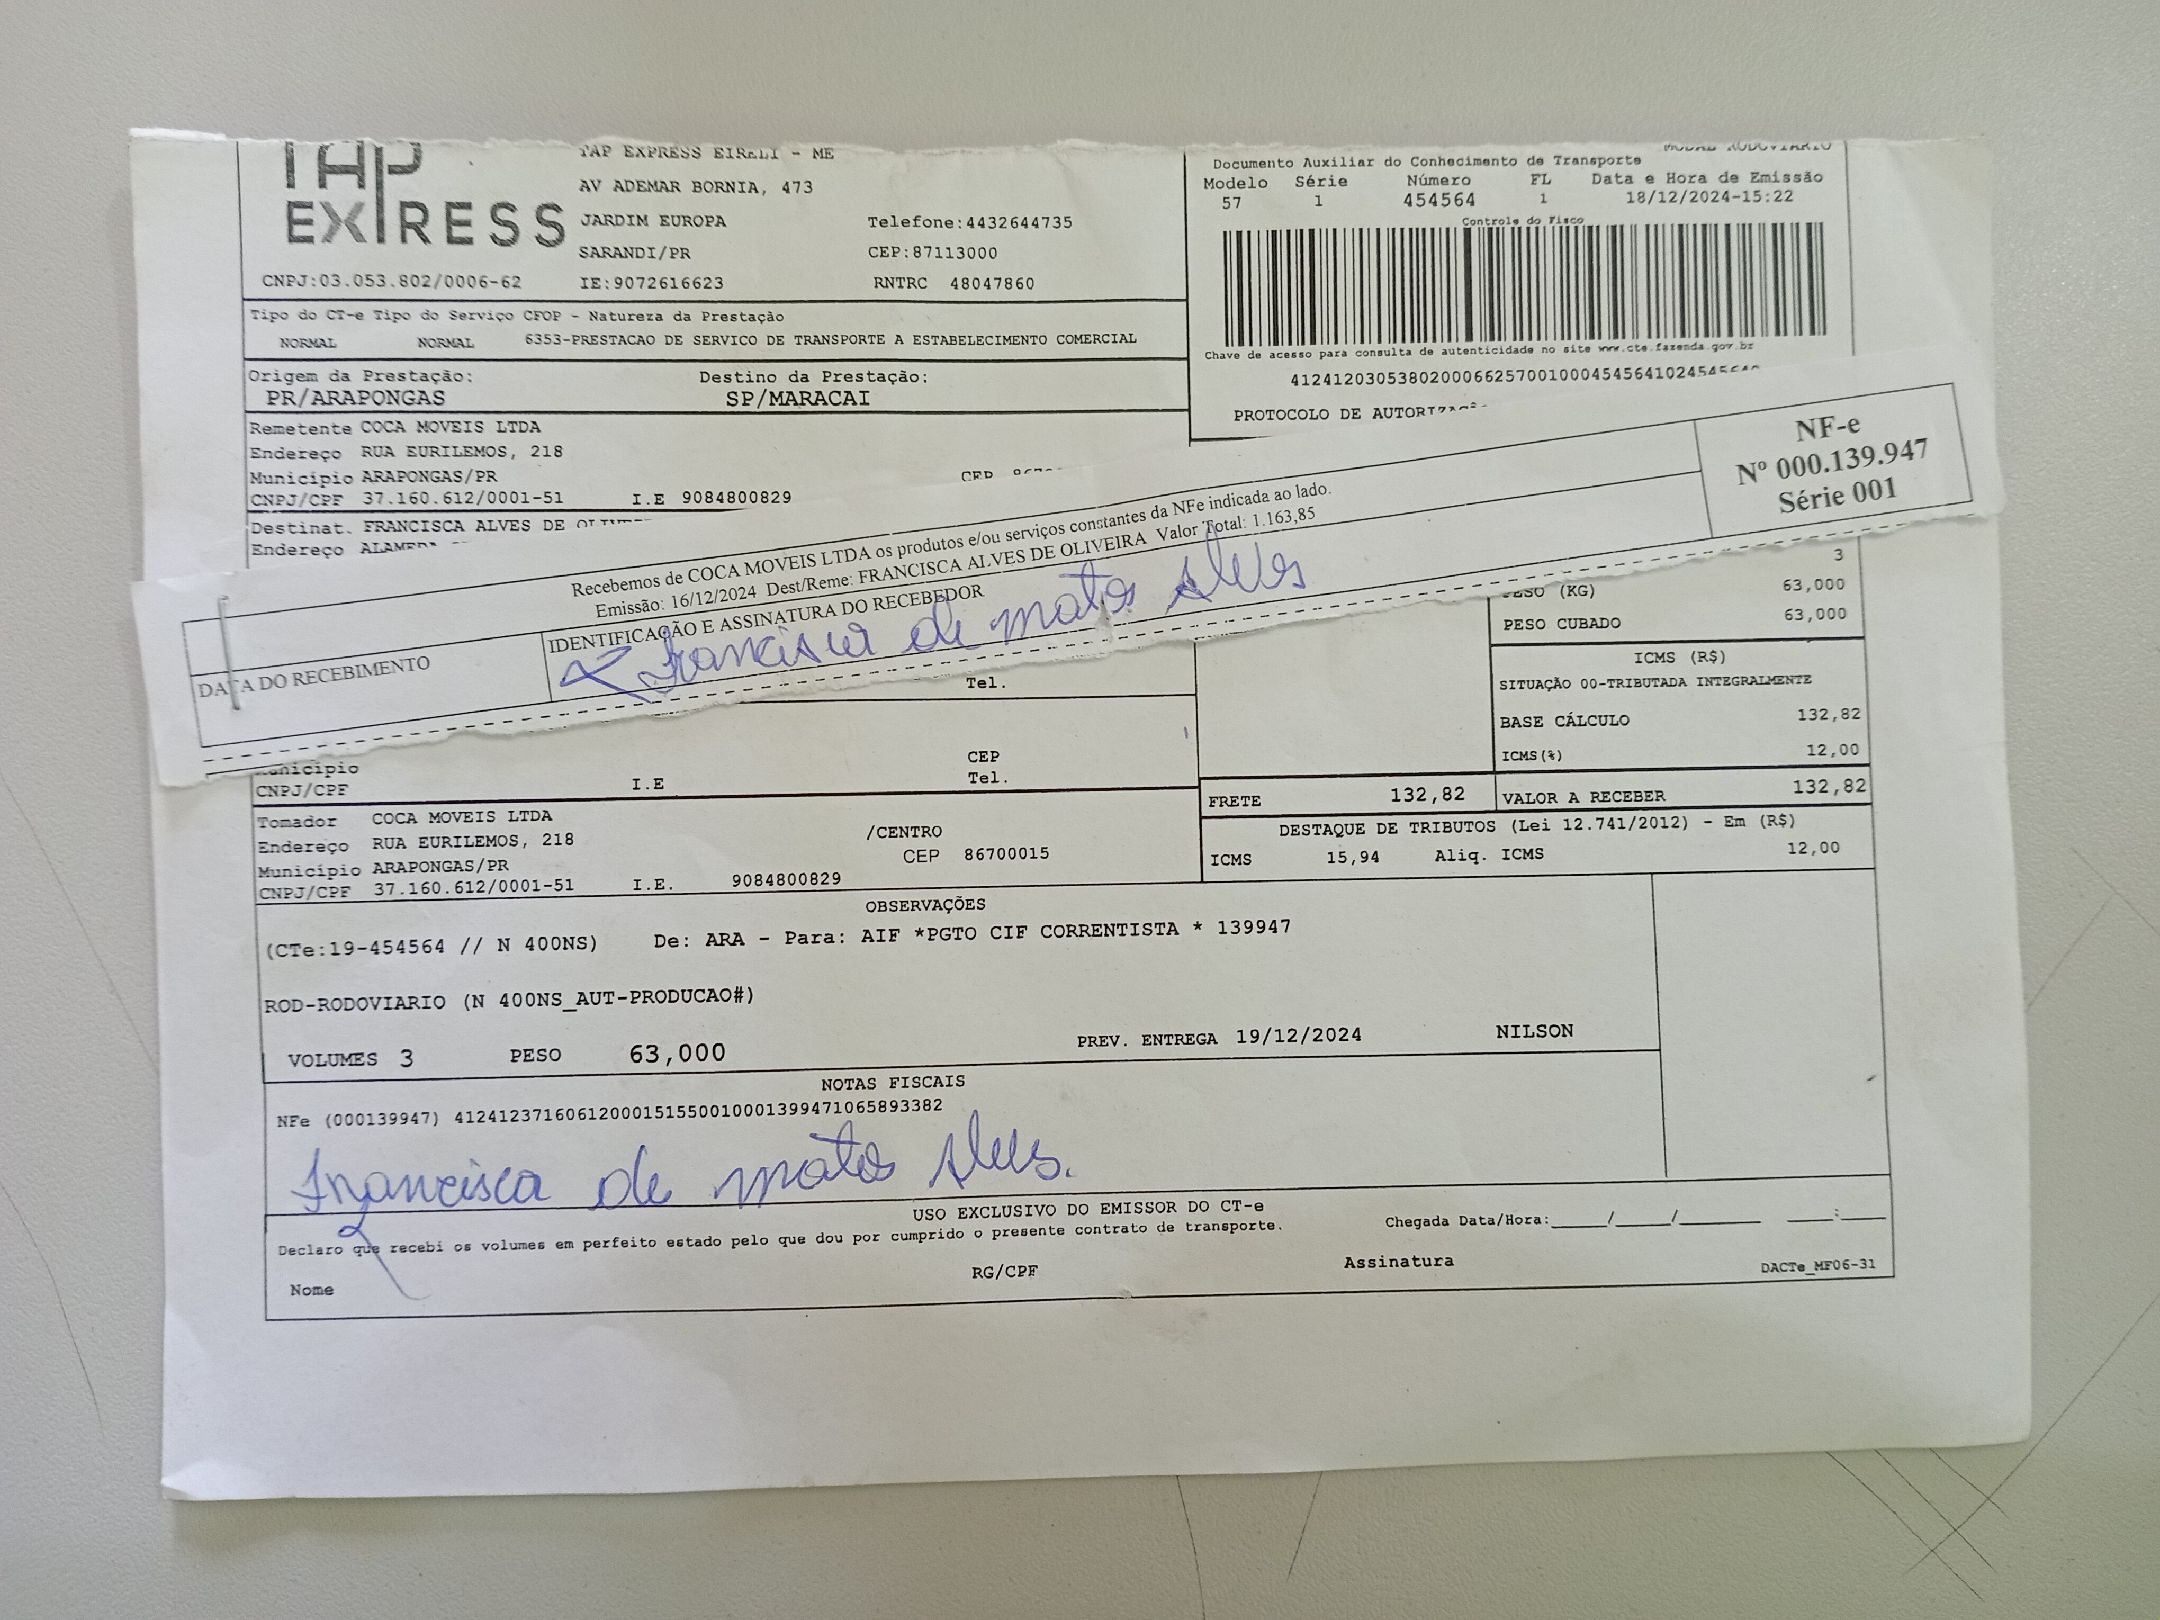 TAP
EXPRESS
TAP EXPRESS EIRELI - ME
AV ADEMAR BORNIA, 473
JARDIM EUROPA Telefone:4432644735
SARANDI/PR CEP:87113000
CNPJ:03.053.802/0006-62 IE:9072616623 RNTRC 48047860
MODAL RODOVIARIO
Documento Auxiliar do Conhecimento de Transporte
Modelo Série Número FL Data e Hora de Emissão
57 1 454564 1 18/12/2024-15:22
Controle do Fisco
Chave de acesso para consulta de autenticidade no site www.cte.fazenda.gov.br
PROTOCOLO DE
Tipo do CT-e Tipo do Serviço CFOP - Natureza da Prestação
NORMAL NORMAL 6353-PRESTACAO DE SERVICO DE TRANSPORTE A ESTABELECIMENTO COMERCIAL
Origem da Prestação: Destino da Prestação:
PR/ARAPONGAS SP/MARACAI
Remetente COCA MOVEIS LTDA
Endereço RUA EURILEMOS, 218
Município ARAPONGAS/PR CEP
CNPJ/CPF 37.160.612/0001-51 I.E 9084800829
Destinat. FRANCISCA ALVES DE
Endereço
Recebemos de COCA MOVEIS LTDA os produtos e/ou serviços constantes da NFe indicada ao lado.
Emissão: 16/12/2024 Dest/Reme: FRANCISCA ALVES DE OLIVEIRA Valor Total: 1.163,85
DATA DO RECEBIMENTO IDENTIFICAÇÃO E ASSINATURA DO RECEBEDOR
Francisca de matos Alves
NF-e
Nº 000.139.947
Série 001
3
PESO (KG) 63,000
PESO CUBADO 63,000
ICMS (R$)
SITUAÇÃO 00-TRIBUTADA INTEGRALMENTE
BASE CÁLCULO 132,82
ICMS(%) 12,00
Tel.
CEP
Município Tel.
CNPJ/CPF I.E
FRETE 132,82 VALOR A RECEBER 132,82
Tomador COCA MOVEIS LTDA
Endereço RUA EURILEMOS, 218 /CENTRO
Município ARAPONGAS/PR CEP 86700015
CNPJ/CPF 37.160.612/0001-51 I.E. 9084800829
DESTAQUE DE TRIBUTOS (Lei 12.741/2012) - Em (R$)
ICMS 15,94 Aliq. ICMS 12,00
OBSERVAÇÕES
(CTe:19-454564 // N 400NS) De: ARA - Para: AIF *PGTO CIF CORRENTISTA * 139947
ROD-RODOVIARIO (N 400NS_AUT-PRODUCAO#)
VOLUMES 3 PESO 63,000 PREV. ENTREGA 19/12/2024 NILSON
NOTAS FISCAIS
NFe (000139947) 41241237160612000151550010001399471065893382
Francisca de matos Alves.
USO EXCLUSIVO DO EMISSOR DO CT-e
Declaro que recebi os volumes em perfeito estado pelo que dou por cumprido o presente contrato de transporte. Chegada Data/Hora:____/____/______ ___:___
Nome RG/CPF Assinatura DACTe_MF06-31